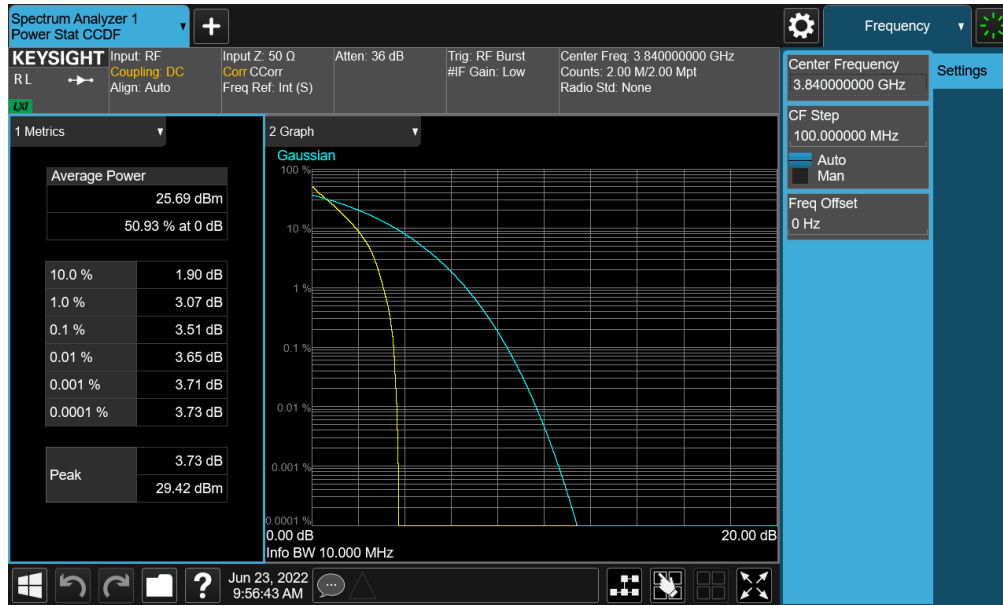 Spectrum Analyzer 1
Power Stat CCDF
+
Frequency
KEYSIGHT
R L
LXI
Input: RF
Coupling: DC
Align: Auto
Input Z: 50 Ω
Corr CCorr
Freq Ref: Int (S)
Atten: 36 dB
Trig: RF Burst
#IF Gain: Low
Center Freq: 3.840000000 GHz
Counts: 2.00 M/2.00 Mpt
Radio Std: None
Center Frequency
3.840000000 GHz
Settings
CF Step
100.000000 MHz
Auto
Man
Freq Offset
0 Hz
1 Metrics
Average Power
25.69 dBm
50.93 % at 0 dB
10.0 % 1.90 dB
1.0 % 3.07 dB
0.1 % 3.51 dB
0.01 % 3.65 dB
0.001 % 3.71 dB
0.0001 % 3.73 dB
Peak 3.73 dB
29.42 dBm
2 Graph
Gaussian
100 %
10 %
1 %
0.1 %
0.01 %
0.001 %
0.0001 %
0.00 dB 20.00 dB
Info BW 10.000 MHz
?
Jun 23, 2022
9:56:43 AM